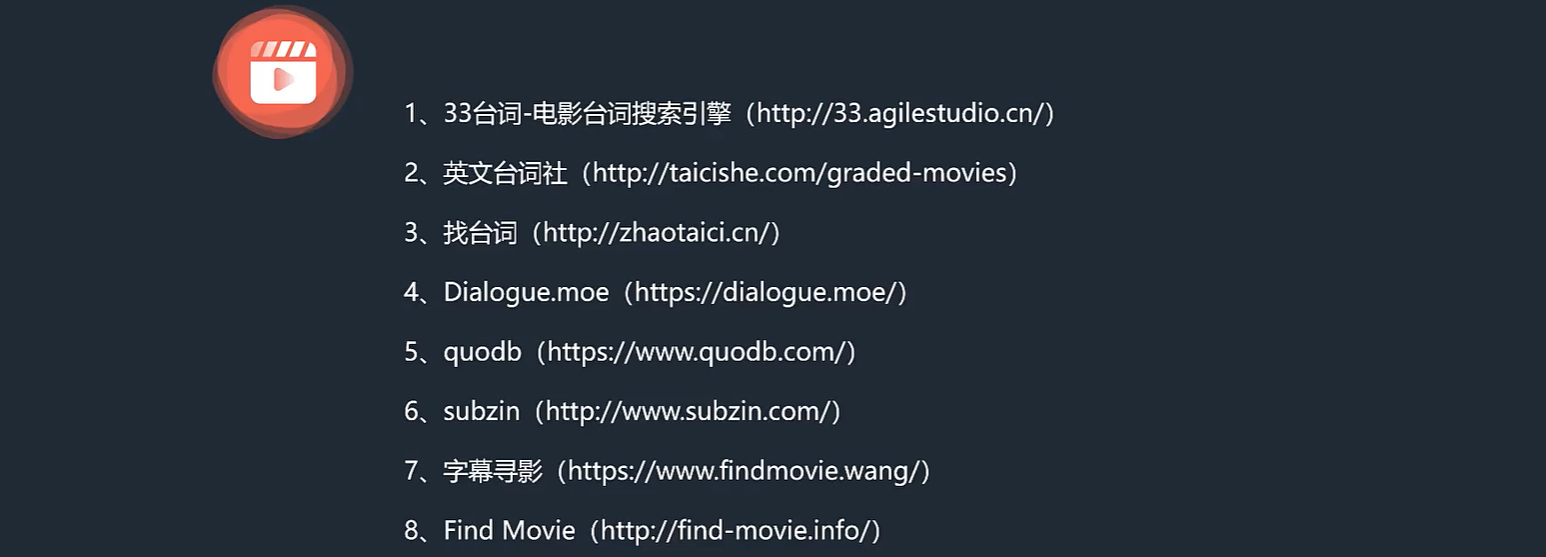 1、33台词-电影台词搜索引擎（http://33.agilestudio.cn/）
2、英文台词社（http://taicishe.com/graded-movies）
3、找台词（http://zhaotaici.cn/）
4、Dialogue.moe（https://dialogue.moe/）
5、quodb（https://www.quodb.com/）
6、subzin（http://www.subzin.com/）
7、字幕寻影（https://www.findmovie.wang/）
8、Find Movie（http://find-movie.info/）